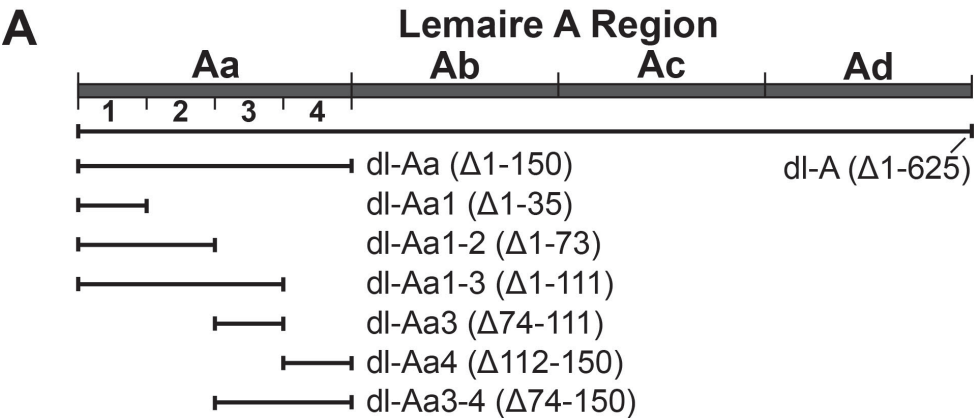 A
Lemaire A Region
Aa Ab Ac Ad
1 2 3 4
dl-Aa (Δ1-150)
dl-A (Δ1-625)
dl-Aa1 (Δ1-35)
dl-Aa1-2 (Δ1-73)
dl-Aa1-3 (Δ1-111)
dl-Aa3 (Δ74-111)
dl-Aa4 (Δ112-150)
dl-Aa3-4 (Δ74-150)